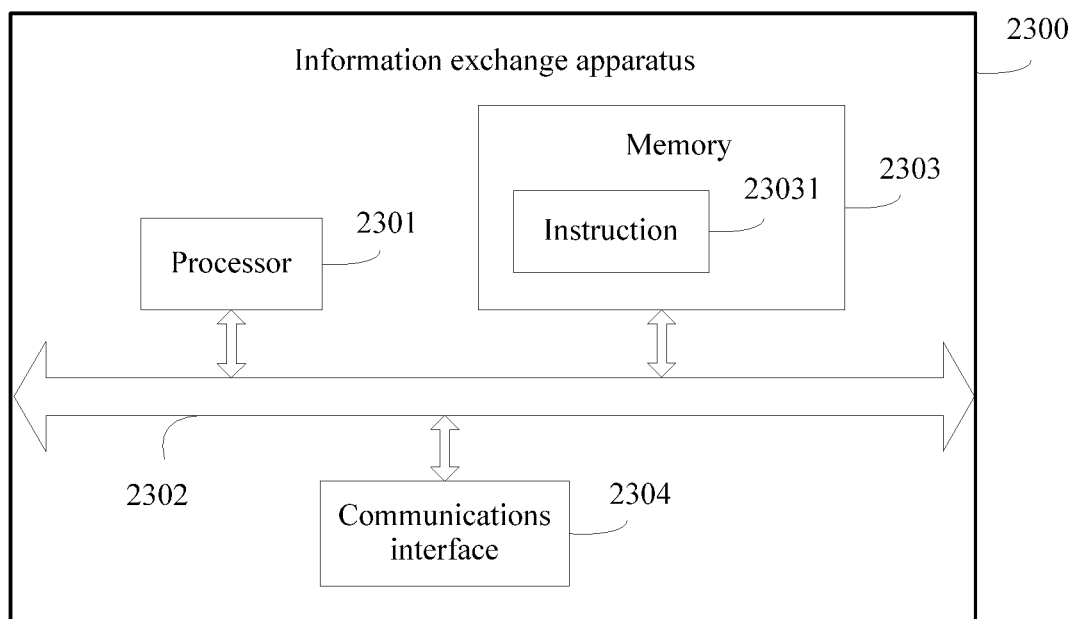 2300
Information exchange apparatus
Memory
2303
23031
Instruction
2301
Processor
2302
2304
Communications
interface